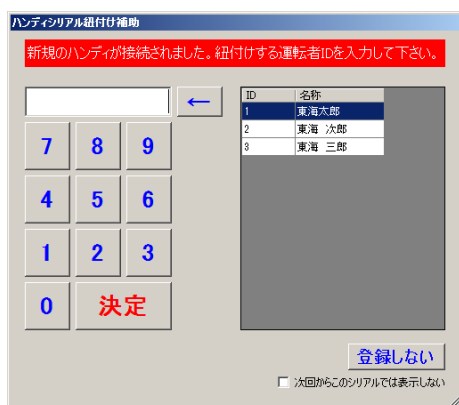 ハンディシリアル紐付け補助
新規のハンディが接続されました。紐付けする運転者IDを入力して下さい。
←
ID 名称
1 東海太郎
2 東海 次郎
3 東海 三郎
7 8 9
4 5 6
1 2 3
0 決定
登録しない
次回からこのシリアルでは表示しない